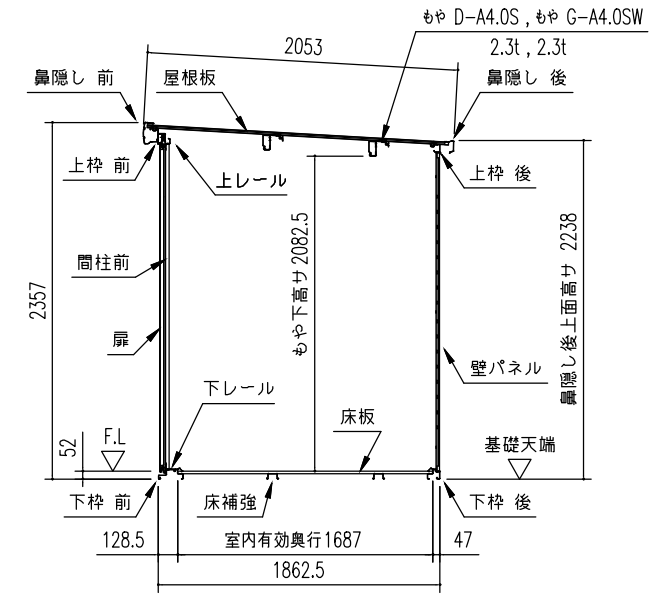 もや D-A4.0S , もや G-A4.0SW
2.3t , 2.3t
2053
鼻隠し 前
屋根板
鼻隠し 後
上枠 前
上レール
上枠 後
もや下高サ 2082.5
鼻隠し後上面高サ 2238
間柱前
2357
扉
壁パネル
下レール
床板
F.L
52
基礎天端
下枠 前
床補強
下枠 後
128.5
室内有効奥行1687
47
1862.5